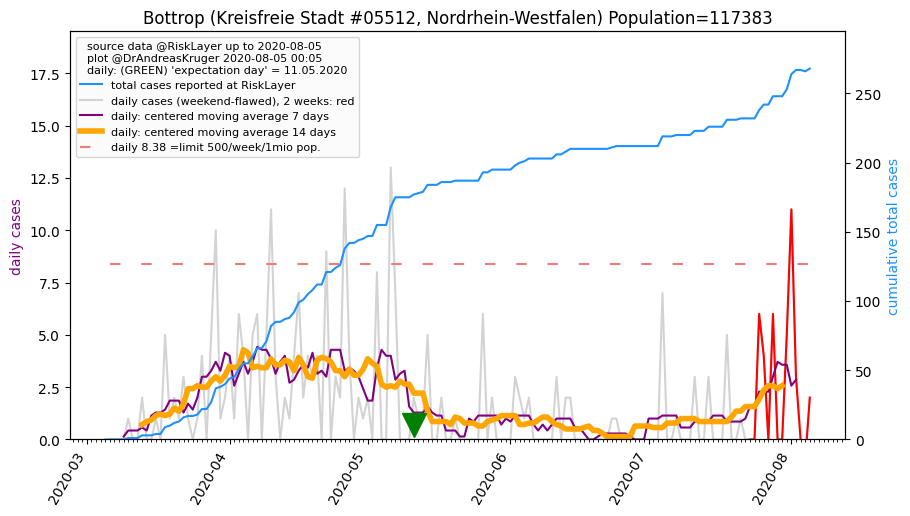 Bottrop (Kreisfreie Stadt #05512, Nordrhein-Westfalen) Population=117383
source data @RiskLayer up to 2020-08-05
plot @DrAndreasKruger 2020-08-05 00:05
daily: (GREEN) 'expectation day' = 11.05.2020
total cases reported at RiskLayer
daily cases (weekend-flawed), 2 weeks: red
daily: centered moving average 7 days
daily: centered moving average 14 days
daily 8.38 =limit 500/week/1mio pop.
daily cases
17.5
15.0
12.5
10.0
7.5
5.0
2.5
0.0
cumulative total cases
250
200
150
100
50
0
2020-03
2020-04
2020-05
2020-06
2020-07
2020-08